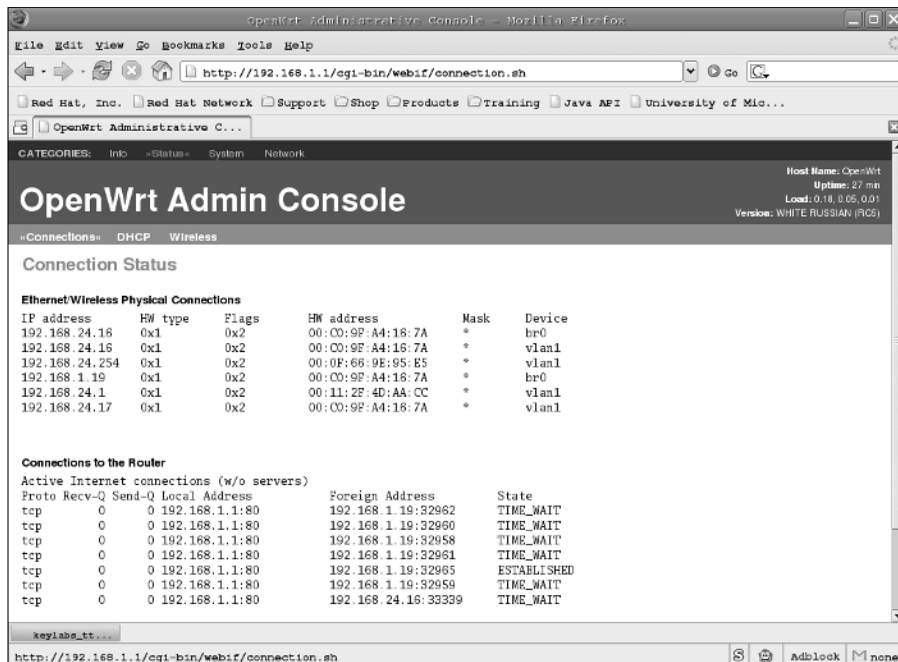 OpenWrt Administrative Console - Mozilla Firefox
File Edit View Go Bookmarks Tools Help
http://192.168.1.1/cgi-bin/webif/connection.sh Go
Red Hat, Inc. Red Hat Network Support Shop Products Training Java API University of Mic...
OpenWrt Administrative C...
CATEGORIES: Info »Status« System Network
Host Name: OpenWrt
Uptime: 27 min
Load: 0.18, 0.05, 0.01
Version: WHITE RUSSIAN (RC5)
OpenWrt Admin Console
»Connections« DHCP Wireless
Connection Status
Ethernet/Wireless Physical Connections
IP address HW type Flags HW address Mask Device
192.168.24.16 0x1 0x2 00:C0:9F:A4:16:7A * br0
192.168.24.16 0x1 0x2 00:C0:9F:A4:16:7A * vlan1
192.168.24.254 0x1 0x2 00:0F:66:9E:95:E5 * vlan1
192.168.1.19 0x1 0x2 00:C0:9F:A4:16:7A * br0
192.168.24.1 0x1 0x2 00:11:2F:4D:AA:CC * vlan1
192.168.24.17 0x1 0x2 00:C0:9F:A4:16:7A * vlan1
Connections to the Router
Active Internet connections (w/o servers)
Proto Recv-Q Send-Q Local Address Foreign Address State
tcp 0 0 192.168.1.1:80 192.168.1.19:32962 TIME_WAIT
tcp 0 0 192.168.1.1:80 192.168.1.19:32960 TIME_WAIT
tcp 0 0 192.168.1.1:80 192.168.1.19:32958 TIME_WAIT
tcp 0 0 192.168.1.1:80 192.168.1.19:32961 TIME_WAIT
tcp 0 0 192.168.1.1:80 192.168.1.19:32965 ESTABLISHED
tcp 0 0 192.168.1.1:80 192.168.1.19:32959 TIME_WAIT
tcp 0 0 192.168.1.1:80 192.168.24.16:33339 TIME_WAIT
keylabs_tt...
http://192.168.1.1/cgi-bin/webif/connection.sh Adblock none